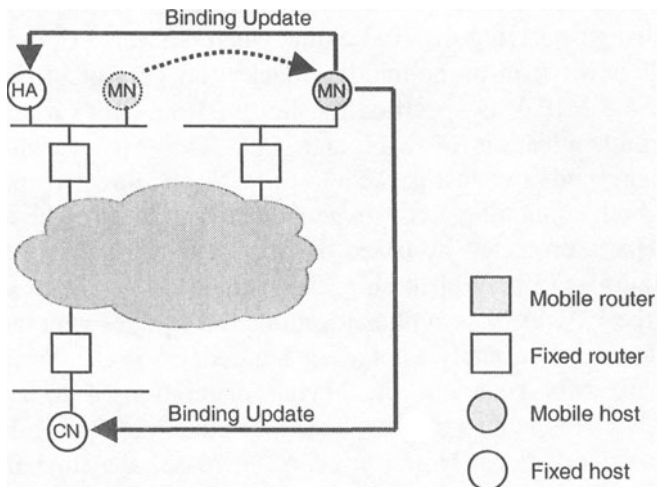 Binding Update
HA
MN
MN
Mobile router
Fixed router
Mobile host
Binding Update
CN
Fixed host